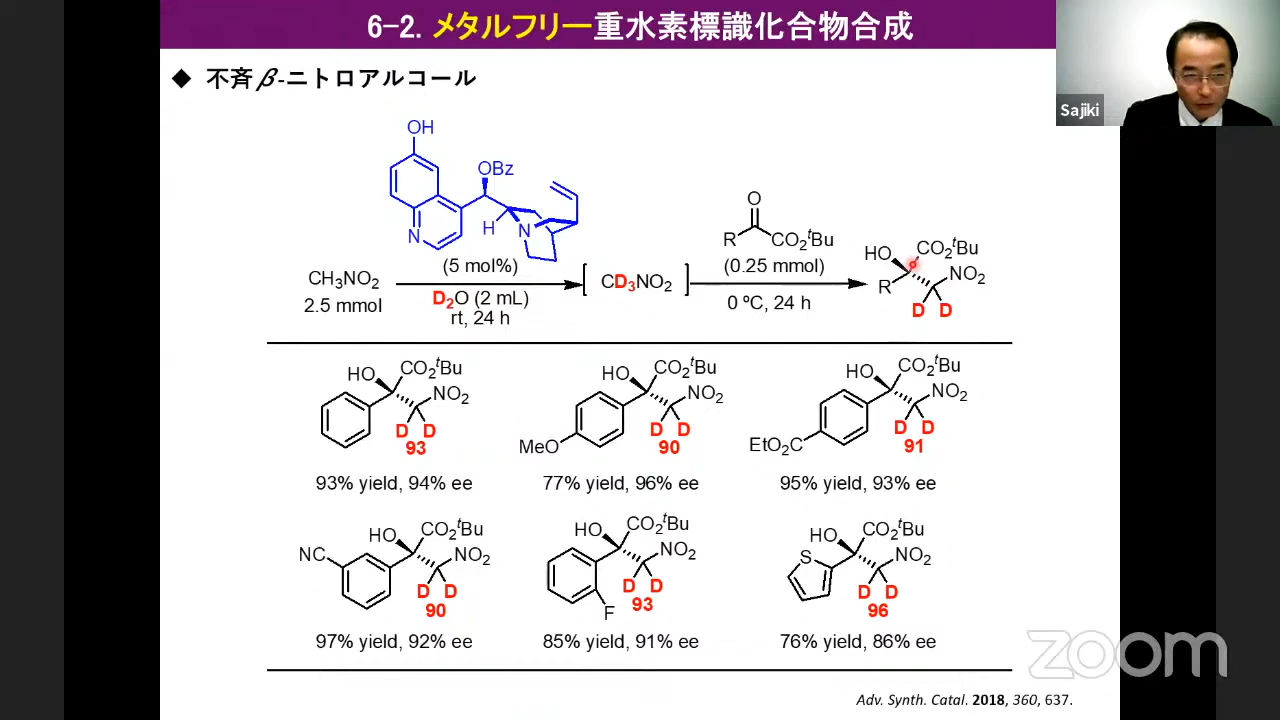 6-2. メタルフリー重水素標識化合物合成
Sajiki
◆ 不斉β-ニトロアルコール
OH
OBz
N
H
N
CH₃NO₂
2.5 mmol
(5 mol%)
D₂O (2 mL)
rt, 24 h
[ CD₃NO₂ ]
O
R CO₂ᵗBu
(0.25 mmol)
0 ºC, 24 h
HO CO₂ᵗBu
R NO₂
D D
HO CO₂ᵗBu
NO₂
D D
93
93% yield, 94% ee
HO CO₂ᵗBu
NO₂
MeO
D D
90
77% yield, 96% ee
HO CO₂ᵗBu
NO₂
EtO₂C
D D
91
95% yield, 93% ee
HO CO₂ᵗBu
NC NO₂
D D
90
97% yield, 92% ee
HO CO₂ᵗBu
NO₂
D D
F
93
85% yield, 91% ee
HO CO₂ᵗBu
S NO₂
D D
96
76% yield, 86% ee
zoom
Adv. Synth. Catal. 2018, 360, 637.